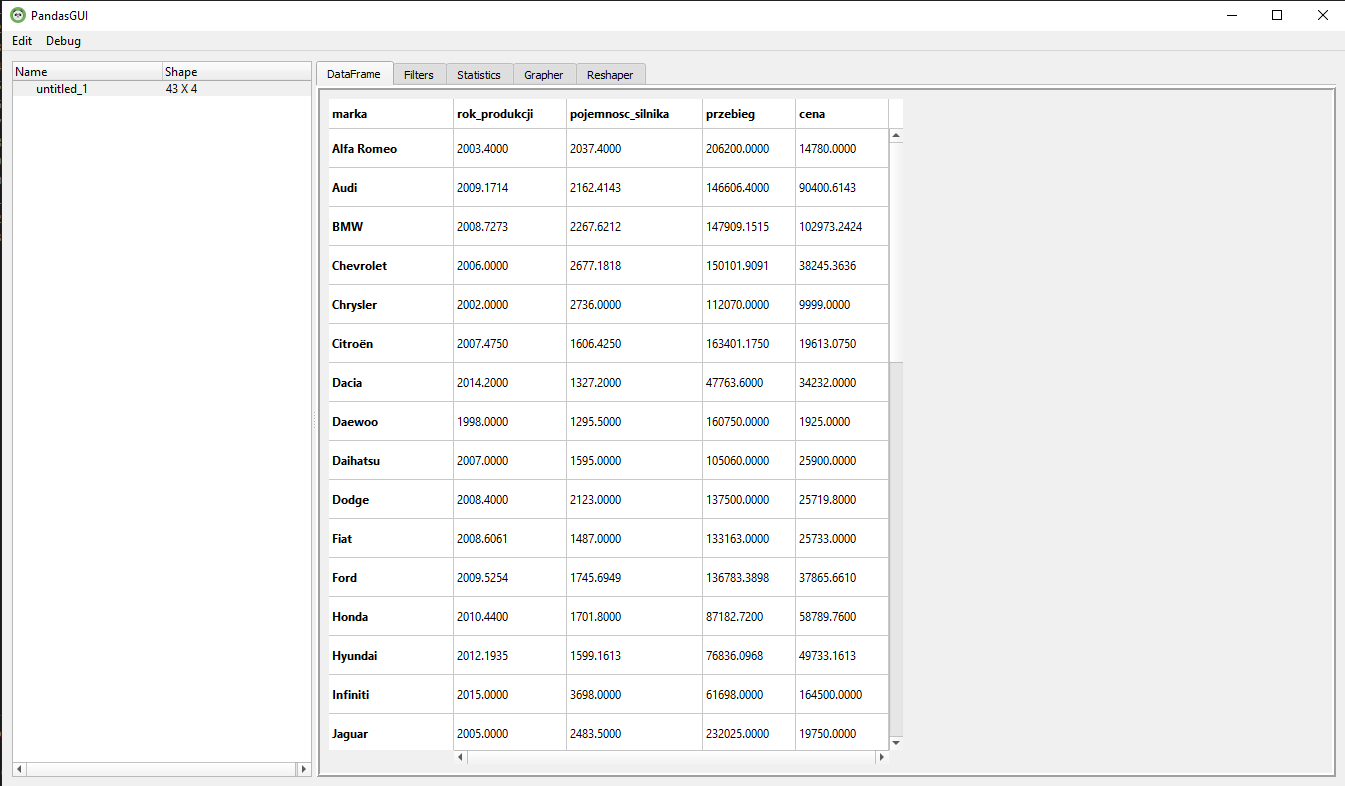 PandasGUI
Edit Debug
Name Shape
untitled_1 43 X 4
DataFrame Filters Statistics Grapher Reshaper
marka rok_produkcji pojemnosc_silnika przebieg cena
Alfa Romeo 2003.4000 2037.4000 206200.0000 14780.0000
Audi 2009.1714 2162.4143 146606.4000 90400.6143
BMW 2008.7273 2267.6212 147909.1515 102973.2424
Chevrolet 2006.0000 2677.1818 150101.9091 38245.3636
Chrysler 2002.0000 2736.0000 112070.0000 9999.0000
Citroën 2007.4750 1606.4250 163401.1750 19613.0750
Dacia 2014.2000 1327.2000 47763.6000 34232.0000
Daewoo 1998.0000 1295.5000 160750.0000 1925.0000
Daihatsu 2007.0000 1595.0000 105060.0000 25900.0000
Dodge 2008.4000 2123.0000 137500.0000 25719.8000
Fiat 2008.6061 1487.0000 133163.0000 25733.0000
Ford 2009.5254 1745.6949 136783.3898 37865.6610
Honda 2010.4400 1701.8000 87182.7200 58789.7600
Hyundai 2012.1935 1599.1613 76836.0968 49733.1613
Infiniti 2015.0000 3698.0000 61698.0000 164500.0000
Jaguar 2005.0000 2483.5000 232025.0000 19750.0000